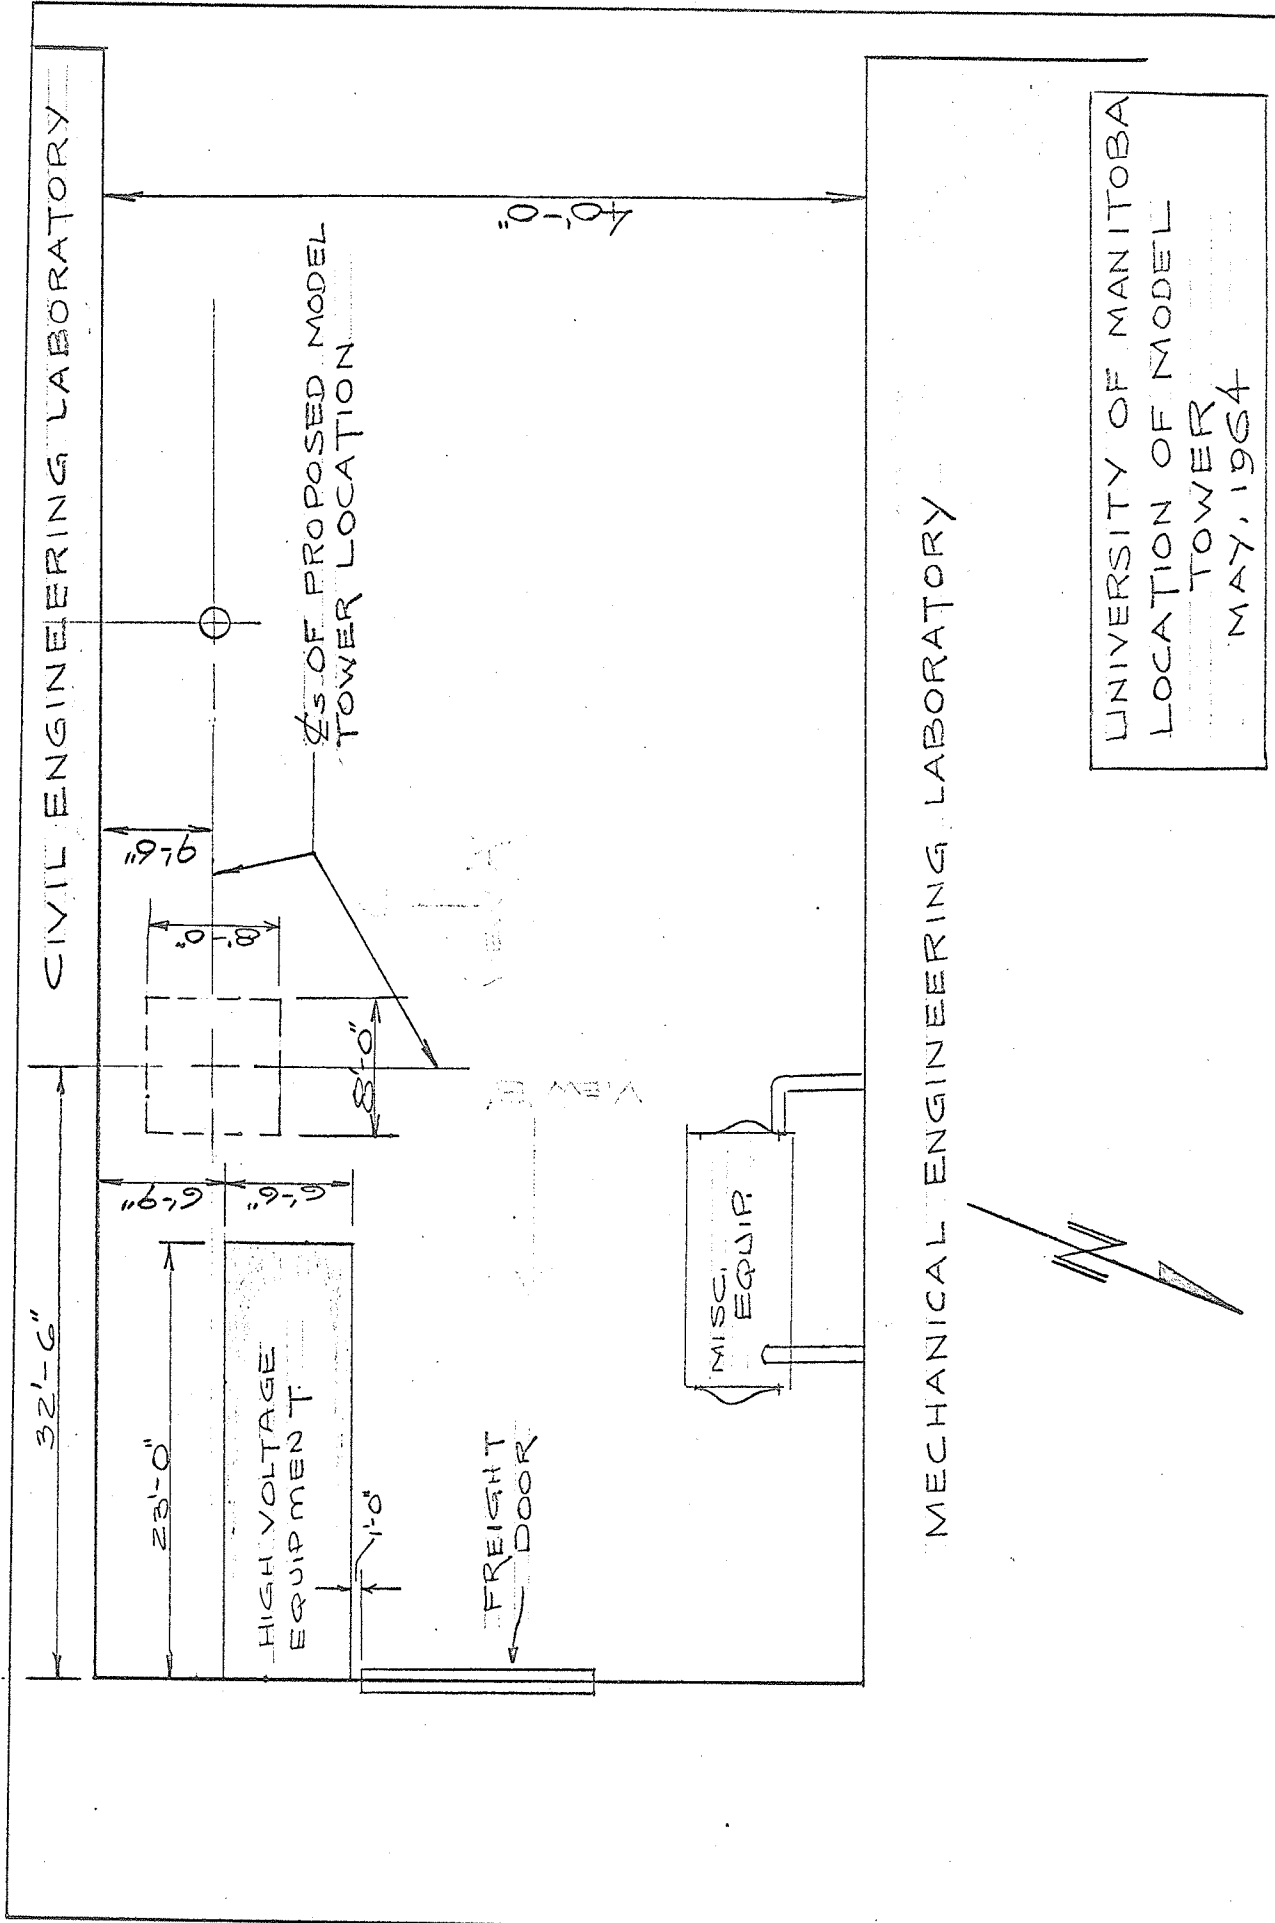 CIVIL ENGINEERING LABORATORY
40'-0"
℄s OF PROPOSED MODEL
TOWER LOCATION
9'-6"
8'-0"
8'-0"
6'-9"
6'-6"
32'-6"
23'-0"
HIGH VOLTAGE
EQUIPMENT
1'-0"
FREIGHT
DOOR
VIEW B
MISC.
EQUIP.
MECHANICAL ENGINEERING LABORATORY
N
UNIVERSITY OF MANITOBA
LOCATION OF MODEL
TOWER
MAY, 1964